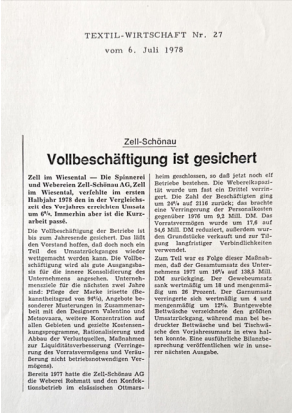 TEXTIL-WIRTSCHAFT Nr. 27
vom 6. Juli 1978
Zell-Schönau
Vollbeschäftigung ist gesichert
Zell im Wiesental — Die Spinnerei
und Webereien Zell-Schönau AG, Zell
im Wiesental, verfehlte im ersten
Halbjahr 1978 den in der Vergleichs-
zeit des Vorjahres erreichten Umsatz
um 6%. Immerhin aber ist die Kurz-
arbeit passé.
Die Vollbeschäftigung der Betriebe ist
bis zum Jahresende gesichert. Das läßt
den Vorstand hoffen, daß doch noch ein
Teil des Umsatzrückganges wieder
wettgemacht werden kann. Die Vollbe-
schäftigung wird als gute Ausgangsba-
sis für die innere Konsolidierung des
Unternehmens angesehen. Unterneh-
mensziele für die nächsten zwei Jahre
sind: Pflege der Marke irisette (Be-
kanntheitsgrad von 94%), Angebote be-
sonderer Musterungen in Zusammenar-
beit mit den Designern Valentino und
Metsovaara, weitere Konzentration auf
allen Gebieten und gezielte Kostensen-
kungsprogramme, Rationalisierung und
Abbau der Verlustquellen, Maßnahmen
zur Liquiditätsverbesserung (Verringe-
rung des Vorratsvermögens und Veräu-
ßerung nicht betriebsnotwendigen Ver-
mögens).
Bereits 1977 hatte die Zell-Schönau AG
die Weberei Rohmatt und den Konfek-
tionsbetrieb im elsässischen Ottmars-
heim geschlossen, so daß jetzt noch elf
Betriebe bestehen. Die Webereikapazi-
tät wurde um fast ein Drittel verrin-
gert. Die Zahl der Beschäftigten ging
um 24% auf 2116 zurück; das brachte
eine Verringerung der Personalkosten
gegenüber 1976 um 9,2 Mill. DM. Das
Vorratsvermögen wurde um 17,6 auf
54,6 Mill. DM reduziert, außerdem wur-
den Grundstücke verkauft und zur Til-
gung langfristiger Verbindlichkeiten
verwendet.
Zum Teil war es Folge dieser Maßnah-
men, daß der Gesamtumsatz des Unter-
nehmens 1977 um 16% auf 138,5 Mill.
DM zurückging. Der Gewebeumsatz
sank wertmäßig um 18 und mengenmä-
ßig um 26 Prozent. Der Garnumsatz
verringerte sich wertmäßig um 4 und
mengenmäßig um 12%. Buntgewebte
Bettwäsche verzeichnete den größten
Umsatzrückgang, während man bei be-
druckter Bettwäsche und bei Tischwä-
sche den Vorjahresumsatz in etwa hal-
ten konnte. Eine ausführliche Bilanzbe-
sprechung veröffentlichen wir in unse-
rer nächsten Ausgabe.